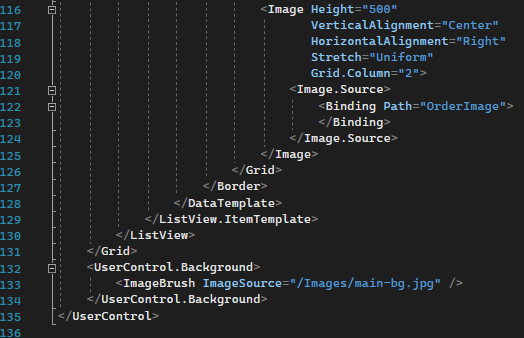 116 <Image Height="500"
117 VerticalAlignment="Center"
118 HorizontalAlignment="Right"
119 Stretch="Uniform"
120 Grid.Column="2">
121 <Image.Source>
122 <Binding Path="OrderImage">
123 </Binding>
124 </Image.Source>
125 </Image>
126 </Grid>
127 </Border>
128 </DataTemplate>
129 </ListView.ItemTemplate>
130 </ListView>
131 </Grid>
132 <UserControl.Background>
133 <ImageBrush ImageSource="/Images/main-bg.jpg" />
134 </UserControl.Background>
135 </UserControl>
136